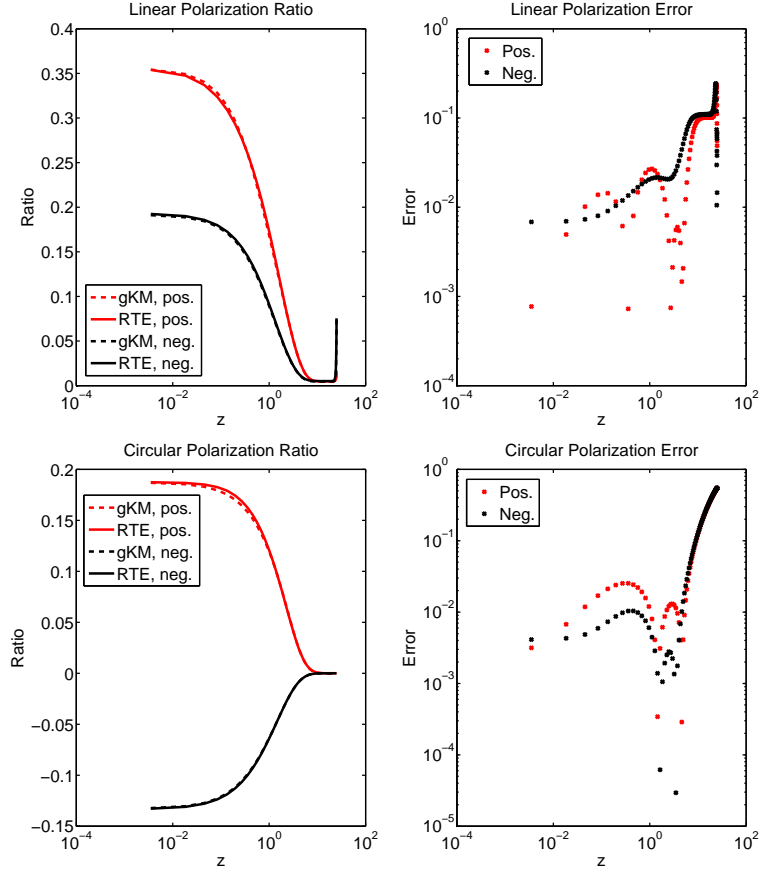 Linear Polarization Ratio
0.4
0.35
0.3
0.25
0.2
0.15
0.1
0.05
0
Ratio
gKM, pos.
RTE, pos.
gKM, neg.
RTE, neg.
10^−4 10^−2 10^0 10^2
z
Linear Polarization Error
10^0
10^−1
10^−2
10^−3
10^−4
Error
Pos.
Neg.
10^−4 10^−2 10^0 10^2
z
Circular Polarization Ratio
0.2
0.15
0.1
0.05
0
−0.05
−0.1
−0.15
Ratio
gKM, pos.
RTE, pos.
gKM, neg.
RTE, neg.
10^−4 10^−2 10^0 10^2
z
Circular Polarization Error
10^0
10^−1
10^−2
10^−3
10^−4
10^−5
Error
Pos.
Neg.
10^−4 10^−2 10^0 10^2
z